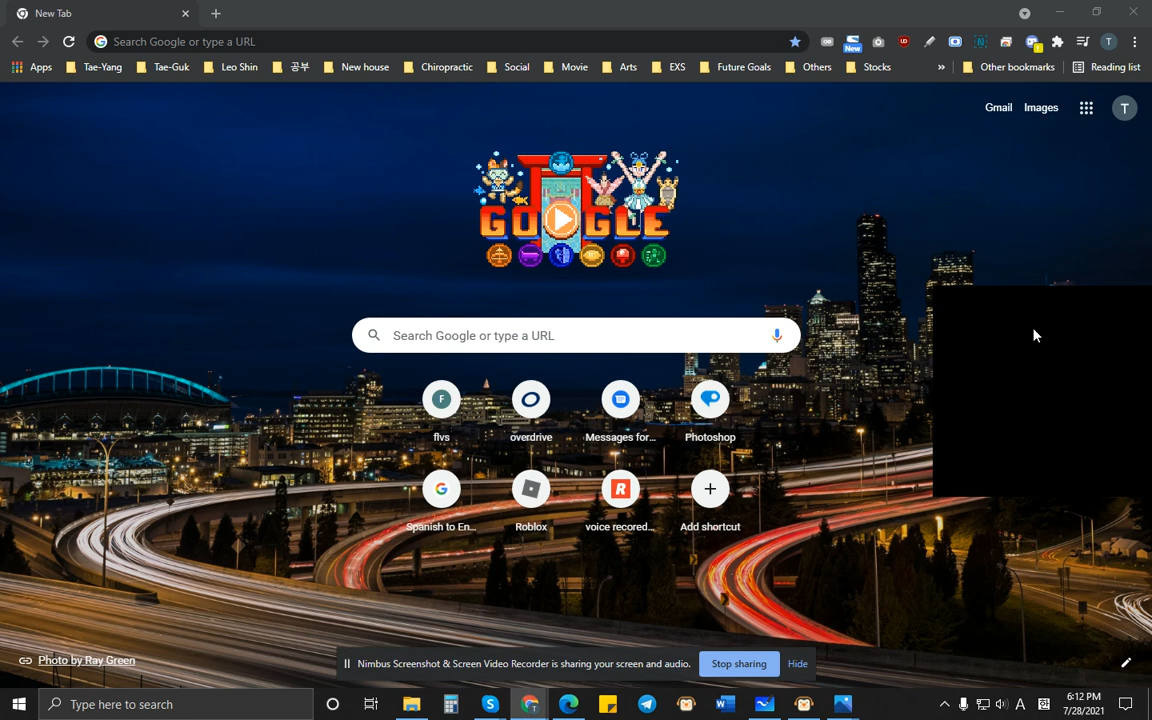 New Tab
Search Google or type a URL
New
Apps Tae-Yang Tae-Guk Leo Shin 공부 New house Chiropractic Social Movie Arts EXS Future Goals Others Stocks » Other bookmarks Reading list
Gmail Images T
GOOGLE
Search Google or type a URL
F
flvs overdrive Messages for... Photoshop
Spanish to En... Roblox voice recored... Add shortcut
Photo by Ray Green
Nimbus Screenshot & Screen Video Recorder is sharing your screen and audio. Stop sharing Hide
Type here to search
6:12 PM
7/28/2021